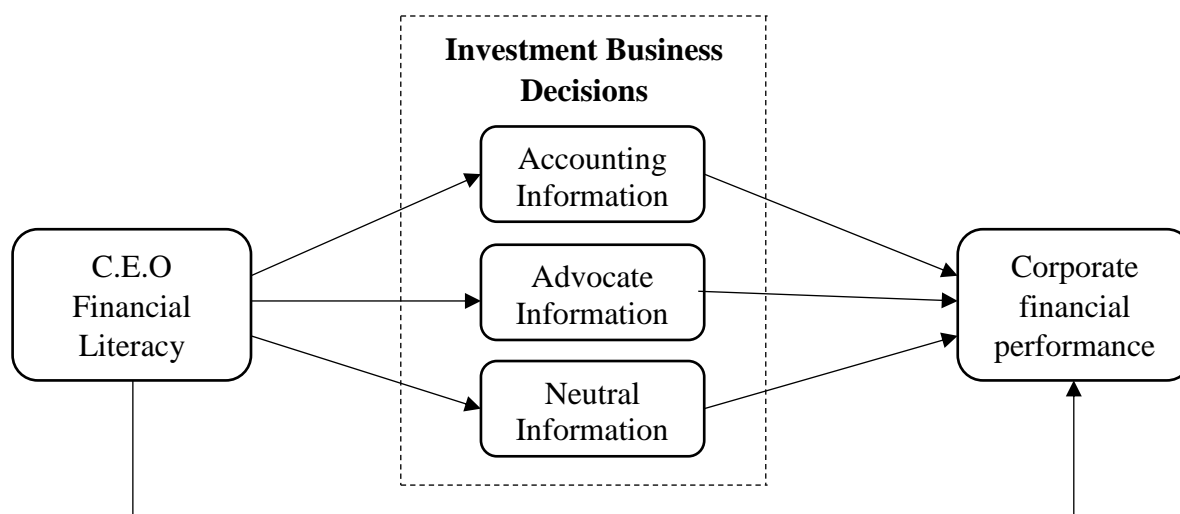 Investment Business
Decisions
Accounting
Information
C.E.O
Financial
Literacy
Advocate
Information
Corporate
financial
performance
Neutral
Information